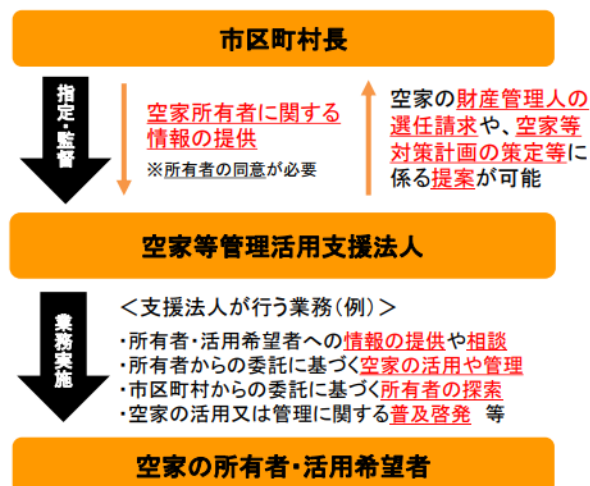 市区町村長
指定・監督
空家所有者に関する
情報の提供
※所有者の同意が必要
空家の財産管理人の
選任請求や、空家等
対策計画の策定等に
係る提案が可能
空家等管理活用支援法人
業務実施
＜支援法人が行う業務（例）＞
・所有者・活用希望者への情報の提供や相談
・所有者からの委託に基づく空家の活用や管理
・市区町村からの委託に基づく所有者の探索
・空家の活用又は管理に関する普及啓発　等
空家の所有者・活用希望者